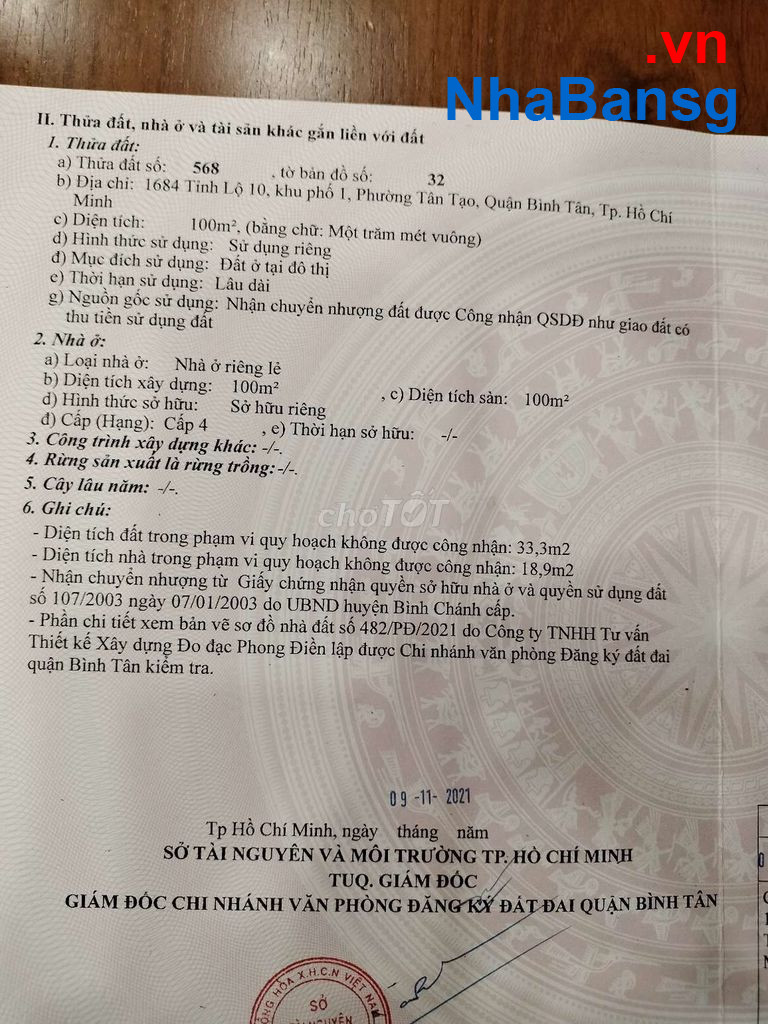 .vn
NhaBansg
II. Thửa đất, nhà ở và tài sản khác gắn liền với đất
1. Thửa đất:
a) Thửa đất số: 568 , tờ bản đồ số: 32
b) Địa chỉ: 1684 Tỉnh Lộ 10, khu phố 1, Phường Tân Tạo, Quận Bình Tân, Tp. Hồ Chí
Minh
c) Diện tích: 100m², (bằng chữ: Một trăm mét vuông)
d) Hình thức sử dụng: Sử dụng riêng
đ) Mục đích sử dụng: Đất ở tại đô thị
e) Thời hạn sử dụng: Lâu dài
g) Nguồn gốc sử dụng: Nhận chuyển nhượng đất được Công nhận QSDĐ như giao đất có
thu tiền sử dụng đất
2. Nhà ở:
a) Loại nhà ở: Nhà ở riêng lẻ
b) Diện tích xây dựng: 100m² , c) Diện tích sàn: 100m²
d) Hình thức sở hữu: Sở hữu riêng
đ) Cấp (Hạng): Cấp 4 , e) Thời hạn sở hữu: -/-
3. Công trình xây dựng khác: -/-.
4. Rừng sản xuất là rừng trồng:-/-.
5. Cây lâu năm: -/-.
6. Ghi chú:
choTỐT
- Diện tích đất trong phạm vi quy hoạch không được công nhận: 33,3m2
- Diện tích nhà trong phạm vi quy hoạch không được công nhận: 18,9m2
- Nhận chuyển nhượng từ Giấy chứng nhận quyền sở hữu nhà ở và quyền sử dụng đất
số 107/2003 ngày 07/01/2003 do UBND huyện Bình Chánh cấp.
- Phần chi tiết xem bản vẽ sơ đồ nhà đất số 482/PĐ/2021 do Công ty TNHH Tư vấn
Thiết kế Xây dựng Đo đạc Phong Điền lập được Chi nhánh văn phòng Đăng ký đất đai
quận Bình Tân kiểm tra.
09-11-2021
Tp Hồ Chí Minh, ngày tháng năm
SỞ TÀI NGUYÊN VÀ MÔI TRƯỜNG TP. HỒ CHÍ MINH
TUQ. GIÁM ĐỐC
GIÁM ĐỐC CHI NHÁNH VĂN PHÒNG ĐĂNG KÝ ĐẤT ĐAI QUẬN BÌNH TÂN
HÒA X.H.C.N VIỆT NAM
SỞ